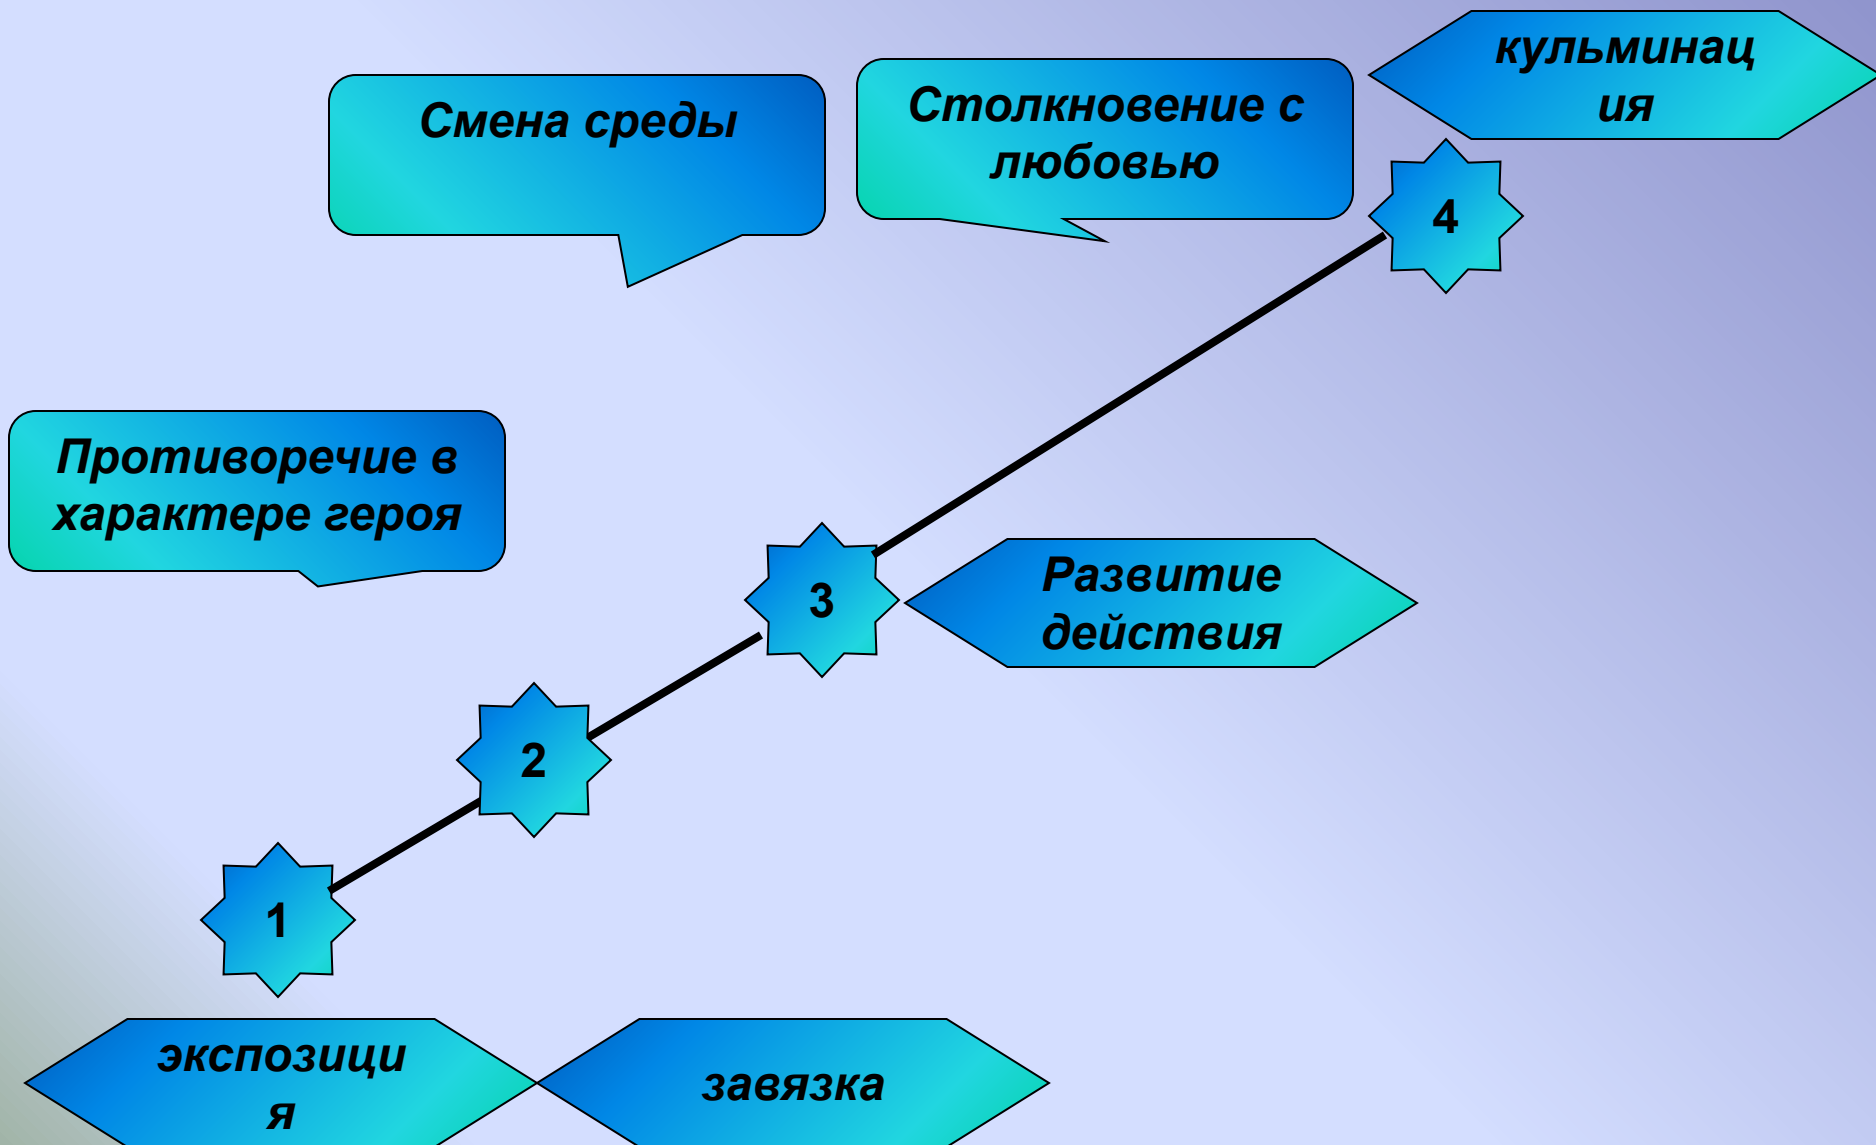 кульминац
ия
Смена среды
Столкновение с
любовью
4
Противоречие в
характере героя
3
Развитие
действия
2
1
экспозици
я
завязка